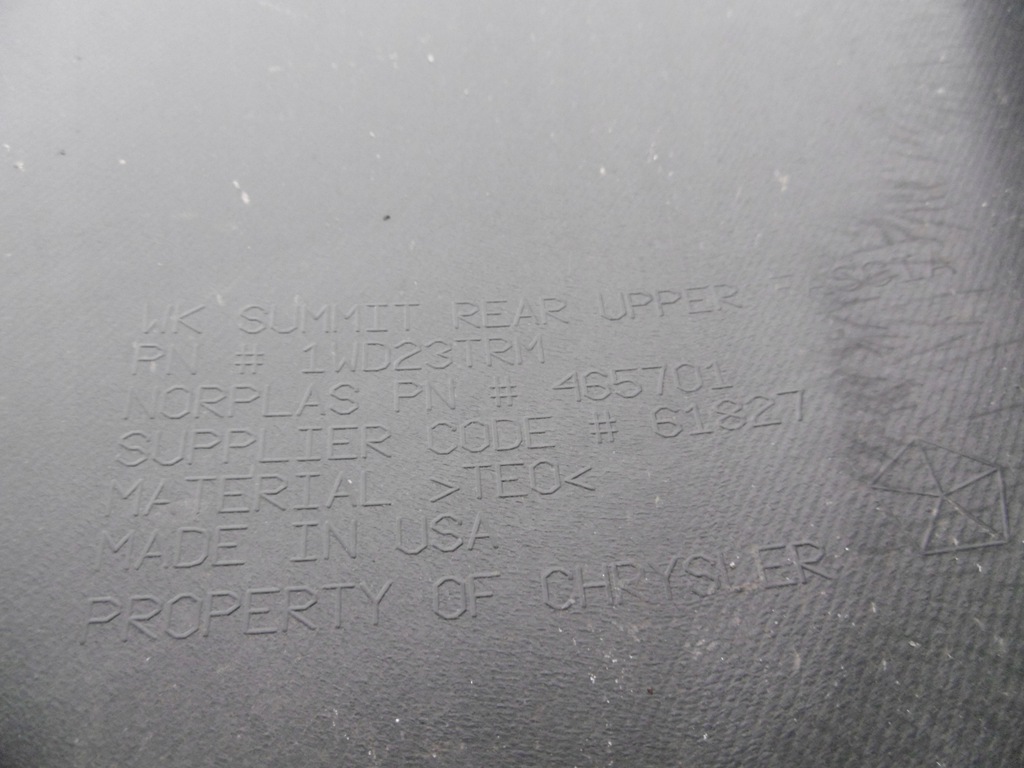 WK SUMMIT REAR UPPER -
PN # 1WD23TRM
NORPLAS PN # 465701
SUPPLIER CODE # 61827
MATERIAL >TEO<
MADE IN USA
PROPERTY OF CHRYSLER